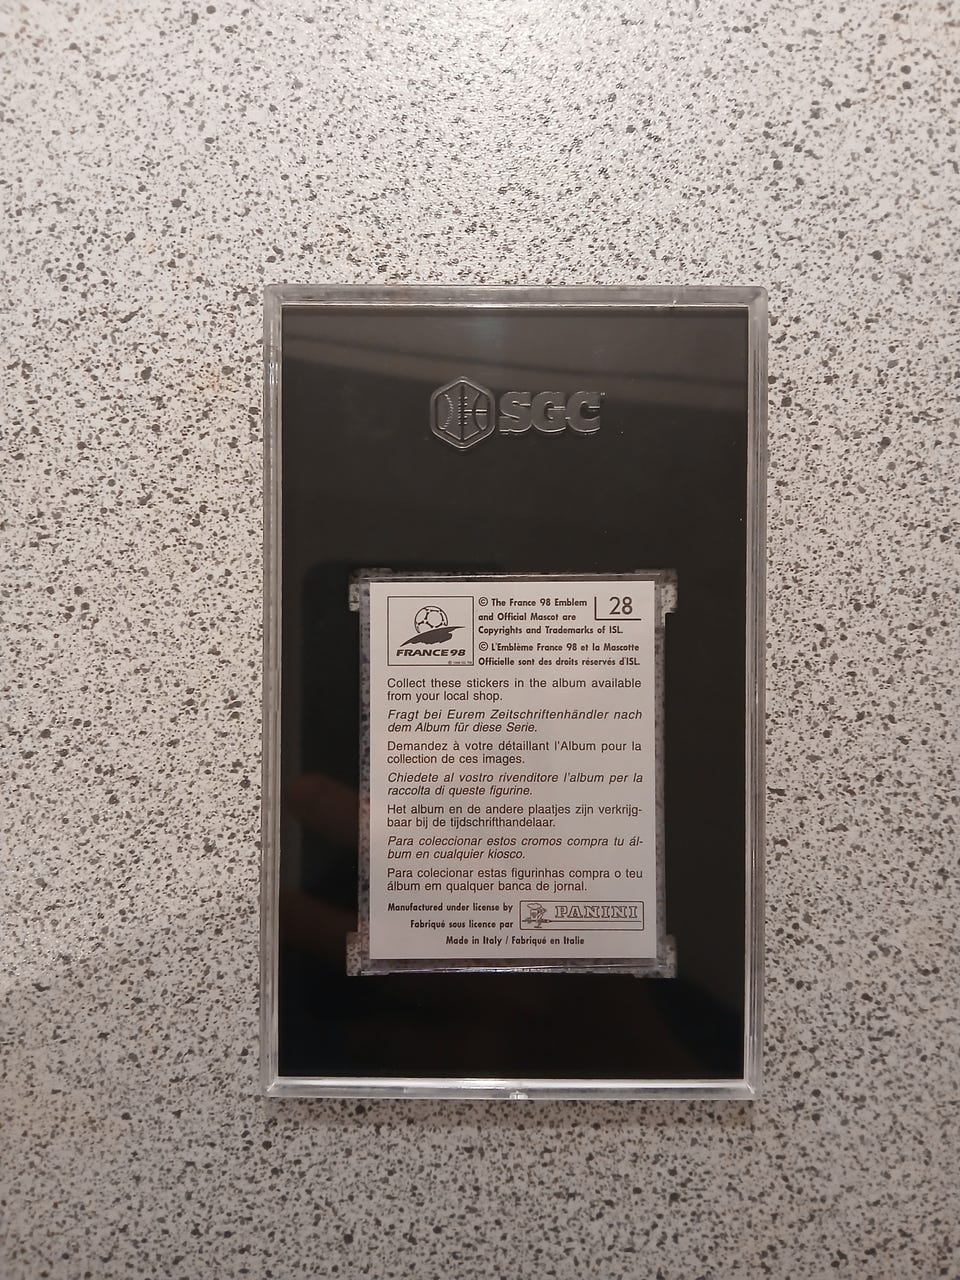 SGC
FRANCE 98
© The France 98 Emblem
and Official Mascot are
Copyrights and Trademarks of ISL.
28
© L'Emblème France 98 et la Mascotte
Officielle sont des droits réservés d'ISL.
Collect these stickers in the album available
from your local shop.
Fragt bei Eurem Zeitschriftenhändler nach
dem Album für diese Serie.
Demandez à votre détaillant l'Album pour la
collection de ces images.
Chiedete al vostro rivenditore l'album per la
raccolta di queste figurine.
Het album en de andere plaatjes zijn verkrijg-
baar bij de tijdschrifthandelaar.
Para coleccionar estos cromos compra tu ál-
bum en cualquier kiosco.
Para colecionar estas figurinhas compra o teu
álbum em qualquer banca de jornal.
Manufactured under license by
Fabriqué sous licence par
PANINI
Made in Italy / Fabriqué en Italie